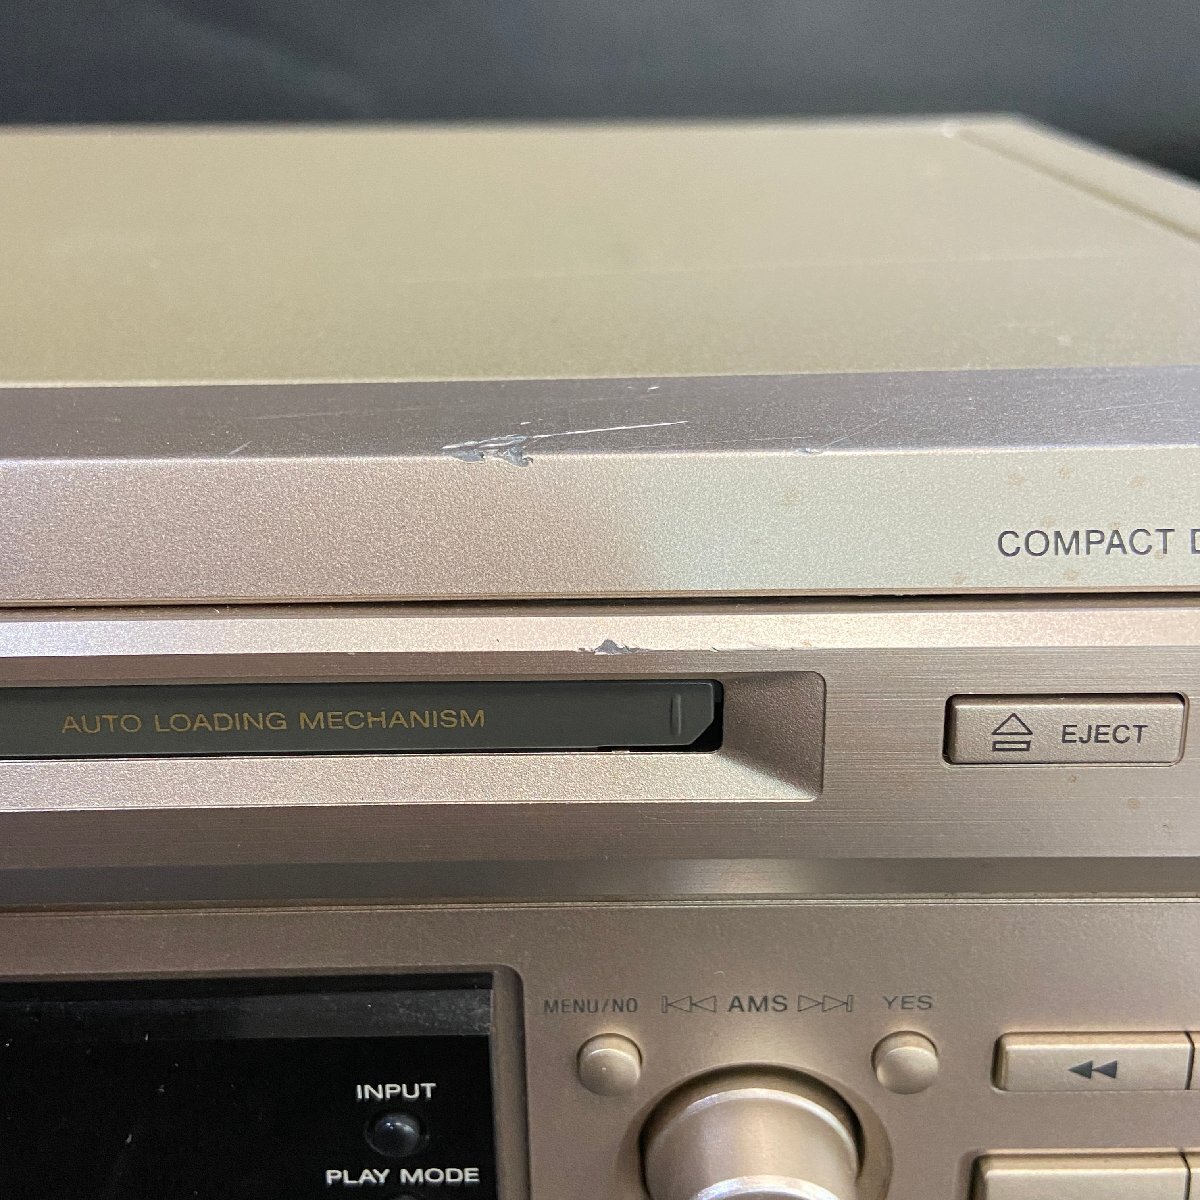 COMPACT D
AUTO LOADING MECHANISM
EJECT
MENU/NO AMS YES
INPUT
PLAY MODE